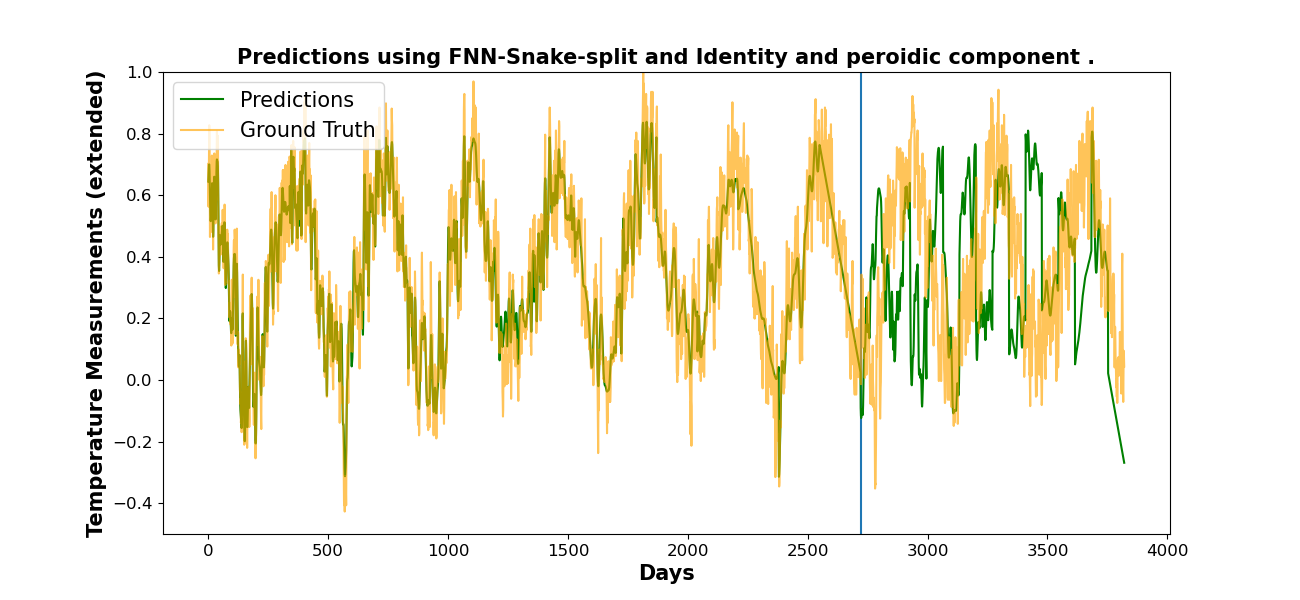 Predictions using FNN-Snake-split and Identity and peroidic component .
Predictions
Ground Truth
Temperature Measurements (extended)
1.0
0.8
0.6
0.4
0.2
0.0
−0.2
−0.4
0 500 1000 1500 2000 2500 3000 3500 4000
Days